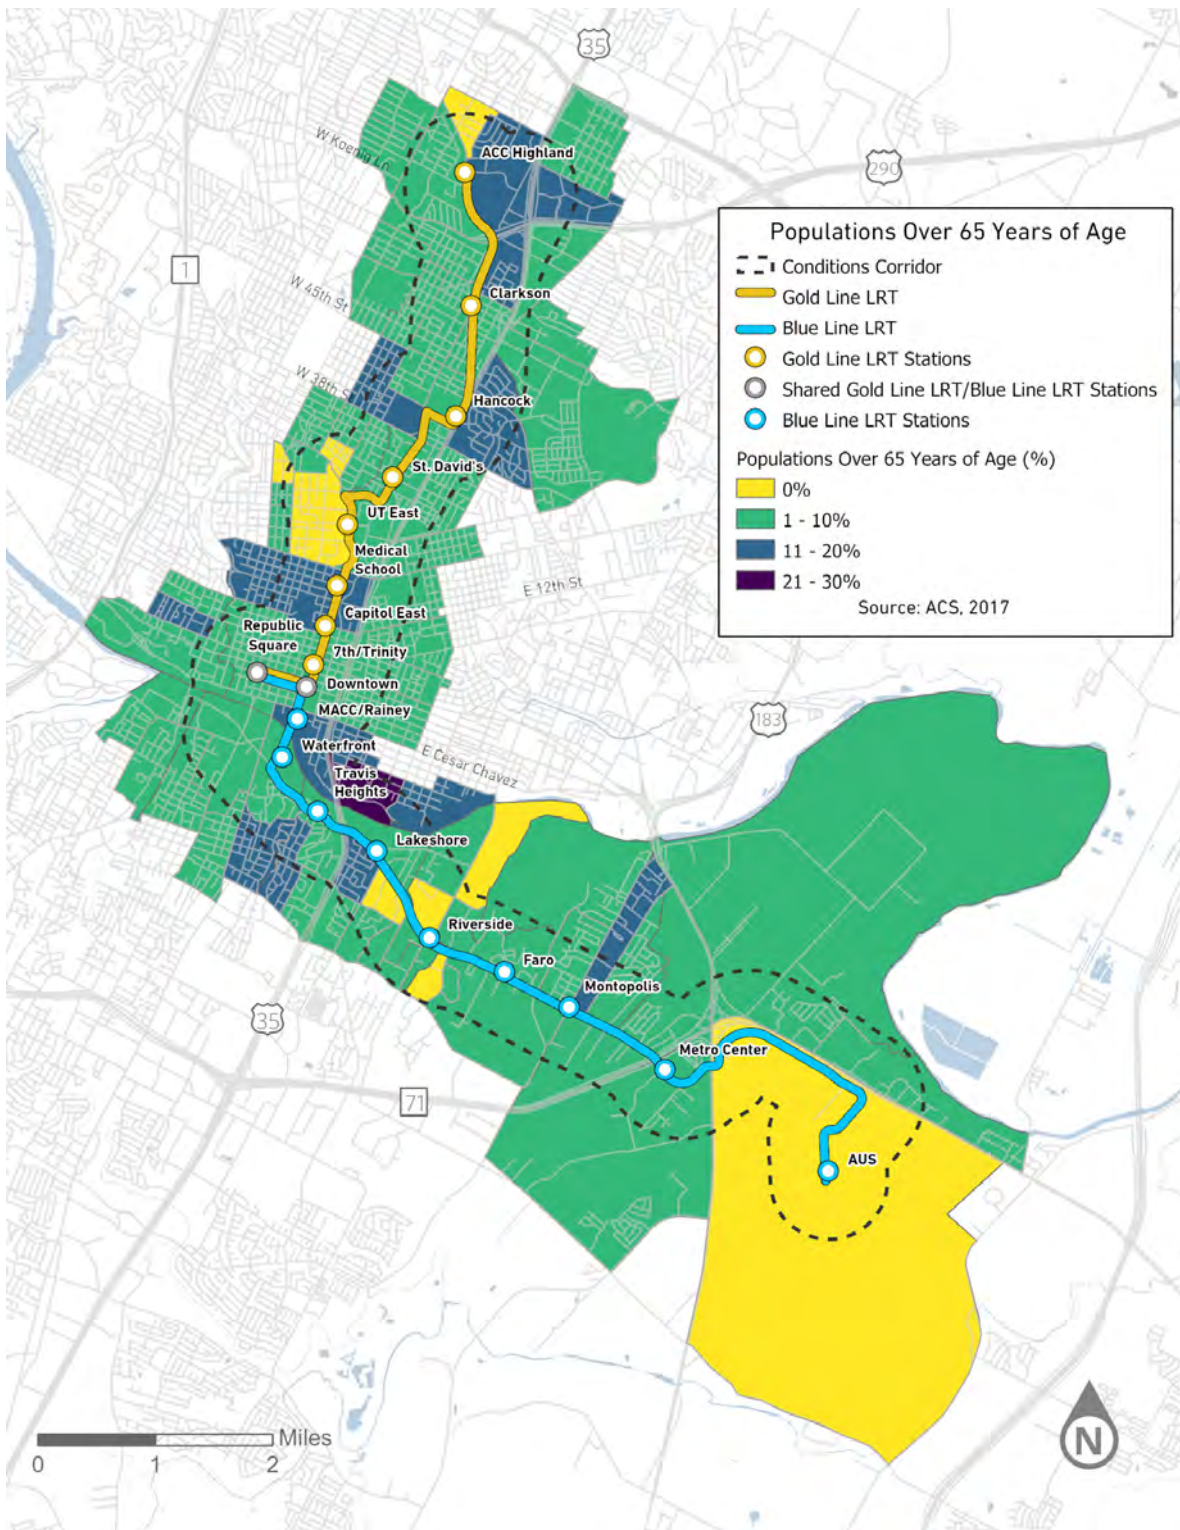 35
W Koenig Ln
ACC Highland
290
Populations Over 65 Years of Age
Conditions Corridor
Gold Line LRT
Blue Line LRT
Gold Line LRT Stations
Shared Gold Line LRT/Blue Line LRT Stations
Blue Line LRT Stations
Populations Over 65 Years of Age (%)
0%
1 - 10%
11 - 20%
21 - 30%
Source: ACS, 2017
1
W 45th St
Clarkson
W 38th S
Hancock
St. David's
UT East
Medical
School
E 12th St
Capitol East
Republic
Square
7th/Trinity
Downtown
MACC/Rainey
183
Waterfront
E Cesar Chavez
Travis
Heights
Lakeshore
Riverside
Faro
Montopolis
35
Metro Center
71
AUS
Miles
0 1 2
N